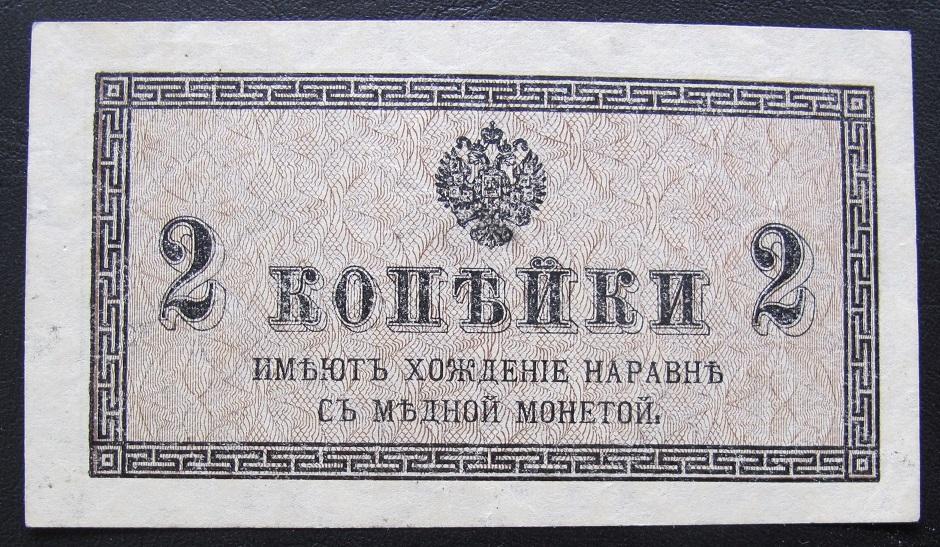 2 КОПѢЙКИ 2
ИМѢЮТЪ ХОЖДЕНІЕ НАРАВНѢ
СЪ МѢДНОЙ МОНЕТОЙ.